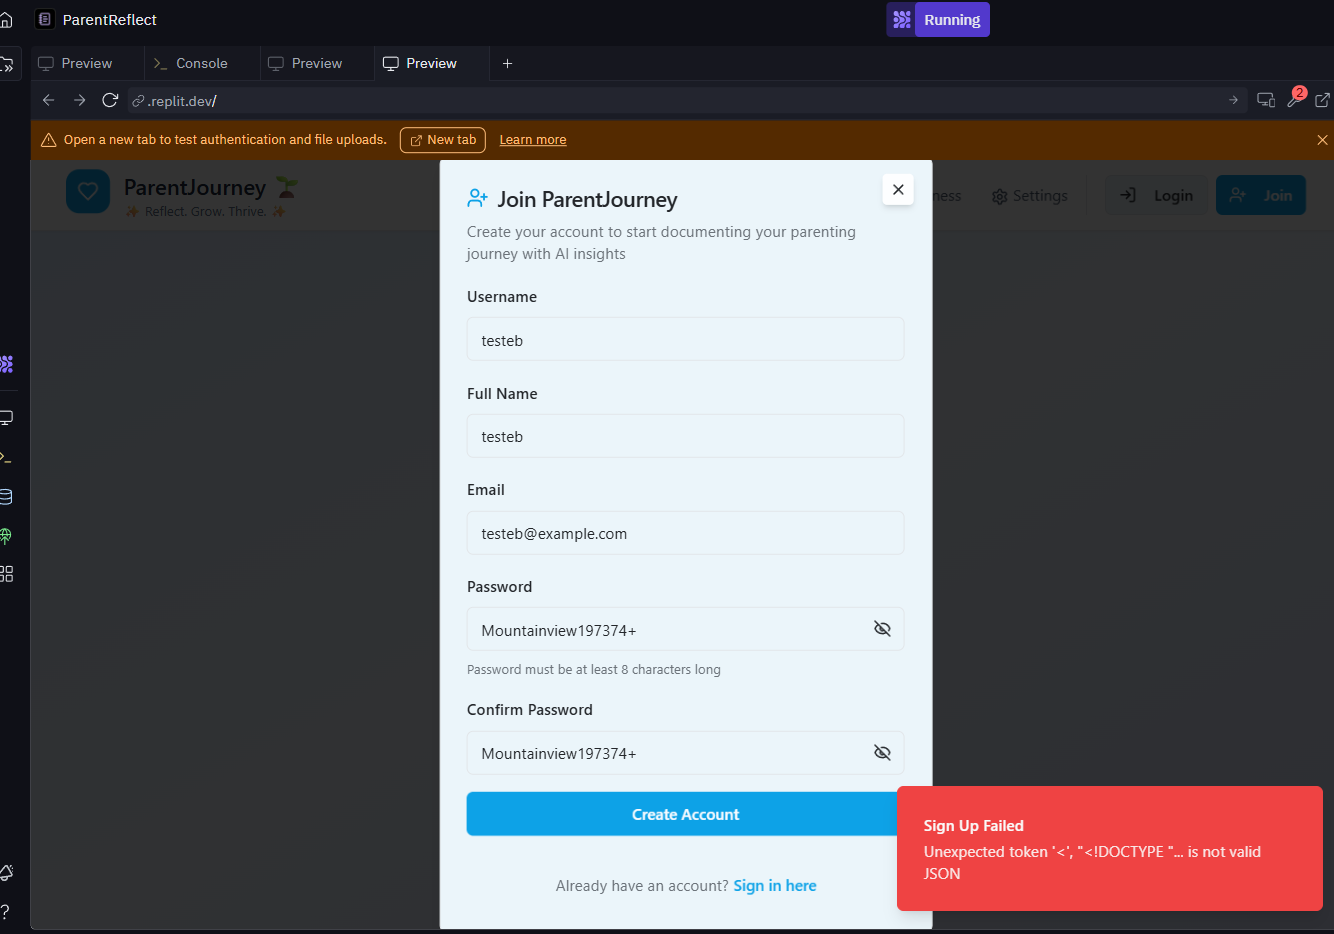 ParentReflect
Running
Preview
Console
Preview
Preview
.replit.dev/
2
Open a new tab to test authentication and file uploads.
New tab
Learn more
ParentJourney
Reflect. Grow. Thrive.
Settings
Login
Join
Join ParentJourney
Create your account to start documenting your parenting
journey with AI insights
Username
testeb
Full Name
testeb
Email
testeb@example.com
Password
Mountainview197374+
Password must be at least 8 characters long
Confirm Password
Mountainview197374+
Create Account
Already have an account? Sign in here
Sign Up Failed
Unexpected token '<', "<!DOCTYPE "... is not valid
JSON